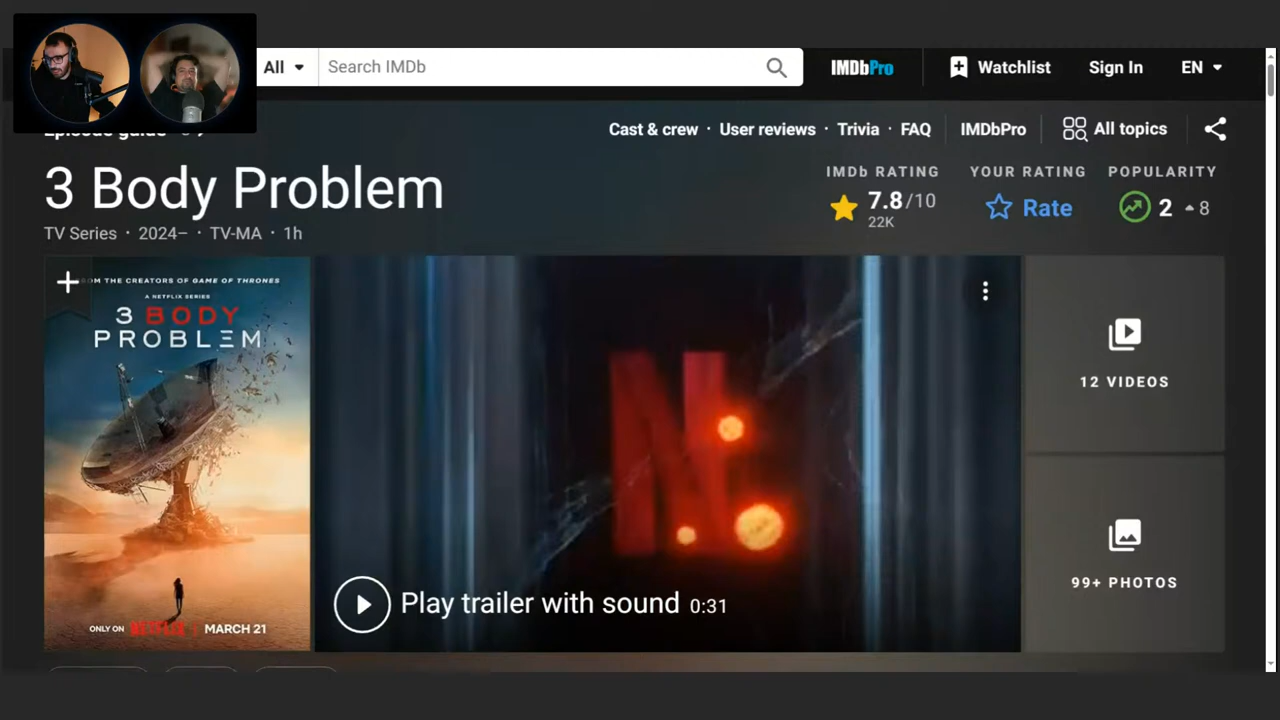 All
Search IMDb
IMDbPro
Watchlist
Sign In
EN
Episode guide
Cast & crew · User reviews · Trivia · FAQ
IMDbPro
All topics
3 Body Problem
TV Series · 2024– · TV-MA · 1h
IMDb RATING
7.8/10
22K
YOUR RATING
Rate
POPULARITY
2
8
FROM THE CREATORS OF GAME OF THRONES
A NETFLIX SERIES
3 BODY
PROBLEM
ONLY ON NETFLIX | MARCH 21
N
Play trailer with sound 0:31
12 VIDEOS
99+ PHOTOS